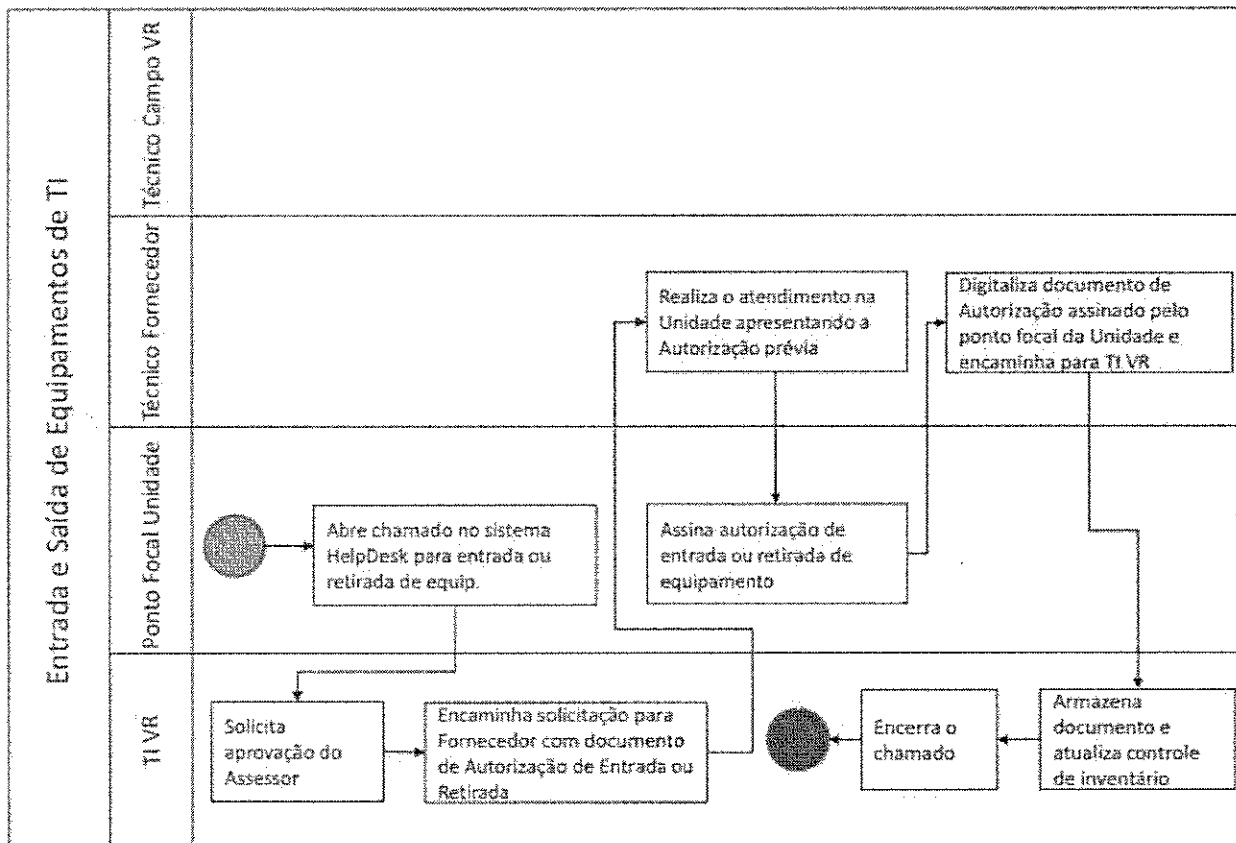 Entrada e Saída de Equipamentos de TI
Técnico Campo VR
Técnico Fornecedor
Realiza o atendimento na
Unidade apresentando a
Autorização prévia
Digitaliza documento de
Autorização assinado pelo
ponto focal da Unidade e
encaminha para TI VR
Ponto Focal Unidade
Abre chamado no sistema
HelpDesk para entrada ou
retirada de equip.
Assina autorização de
entrada ou retirada de
equipamento
TI VR
Solicita
aprovação do
Assessor
Encaminha solicitação para
Fornecedor com documento
de Autorização de Entrada ou
Retirada
Encerra o
chamado
Armazena
documento e
atualiza controle
de inventário